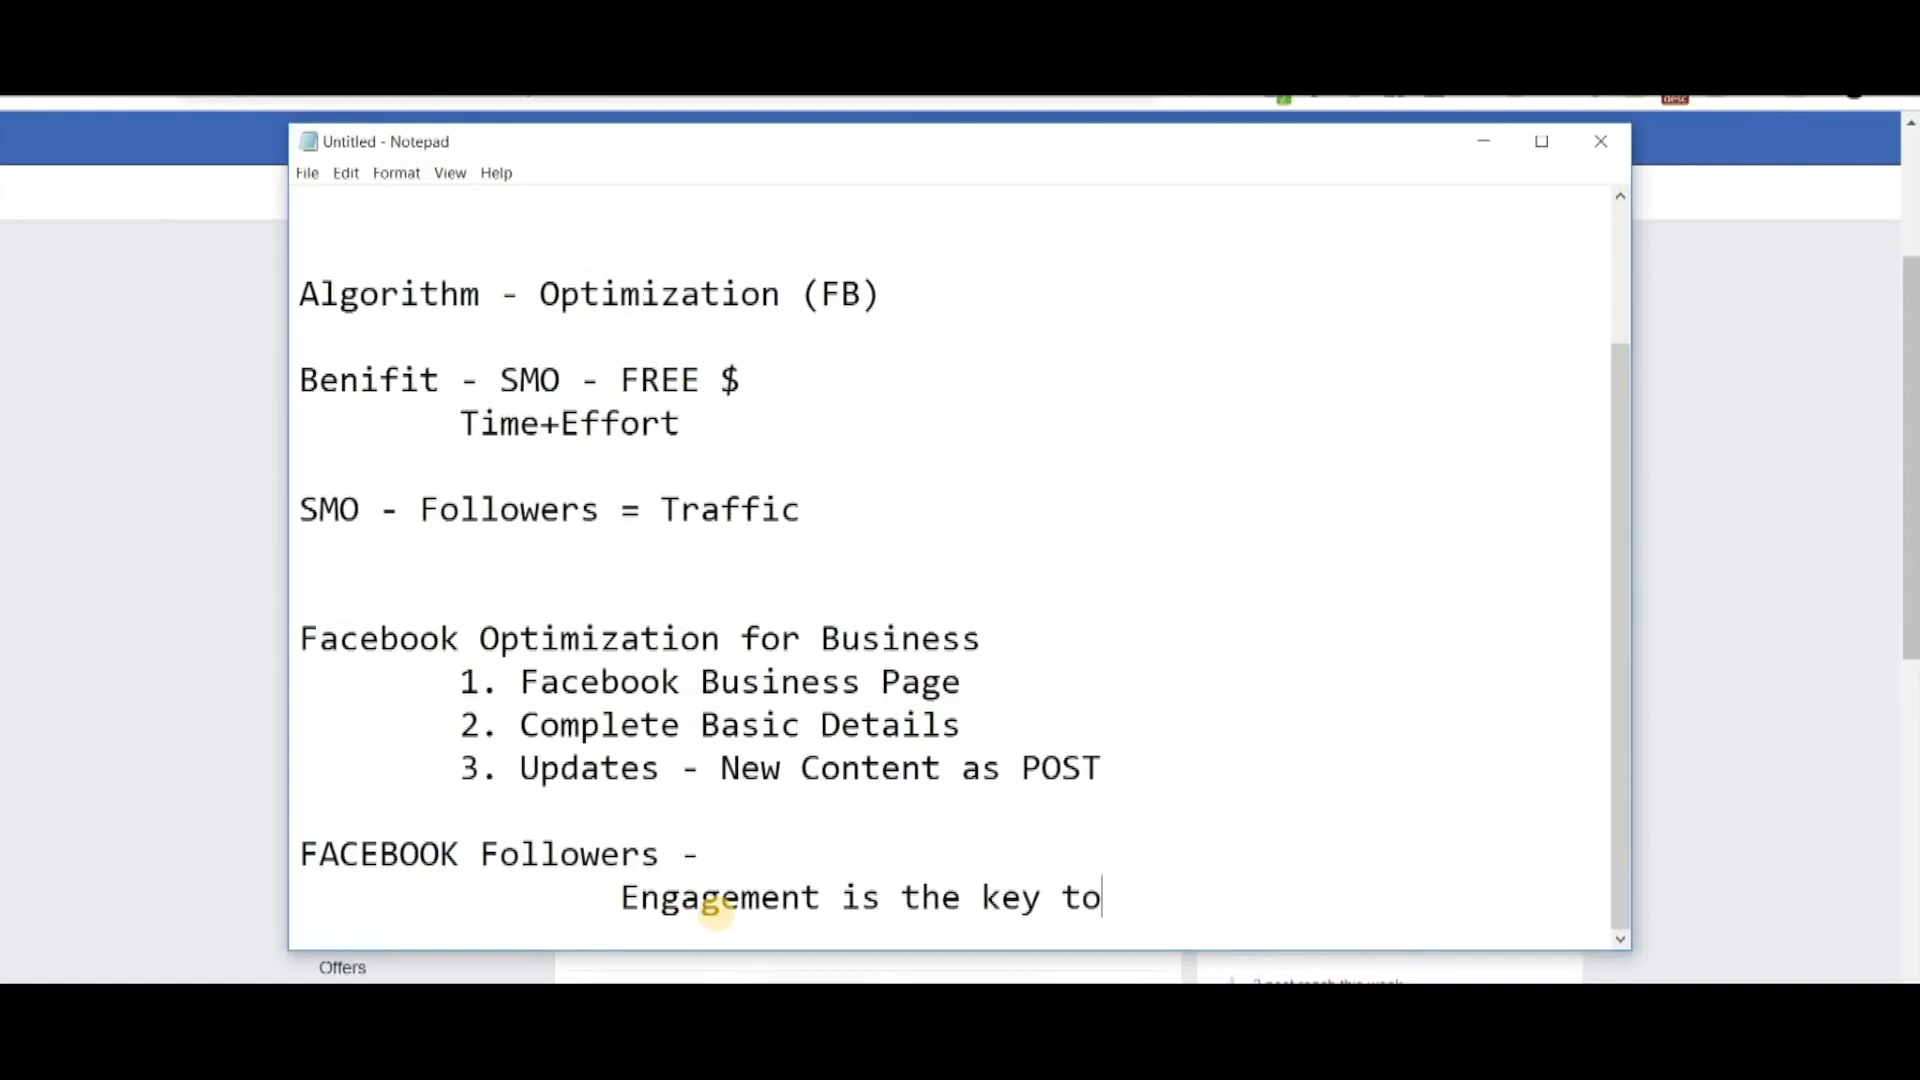 Untitled - Notepad
File Edit Format View Help
Algorithm - Optimization (FB)
Benifit - SMO - FREE $
Time+Effort
SMO - Followers = Traffic
Facebook Optimization for Business
1. Facebook Business Page
2. Complete Basic Details
3. Updates - New Content as POST
FACEBOOK Followers -
Engagement is the key to
Offers